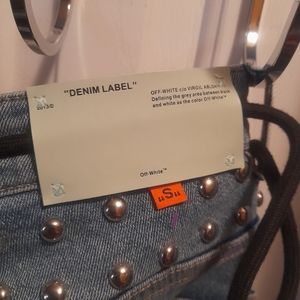 "DENIM LABEL"
OFF-WHITE c/o VIRGIL ABLOH
Defining the grey area between black
and white as the color Off-White™
Off-White™
"S"